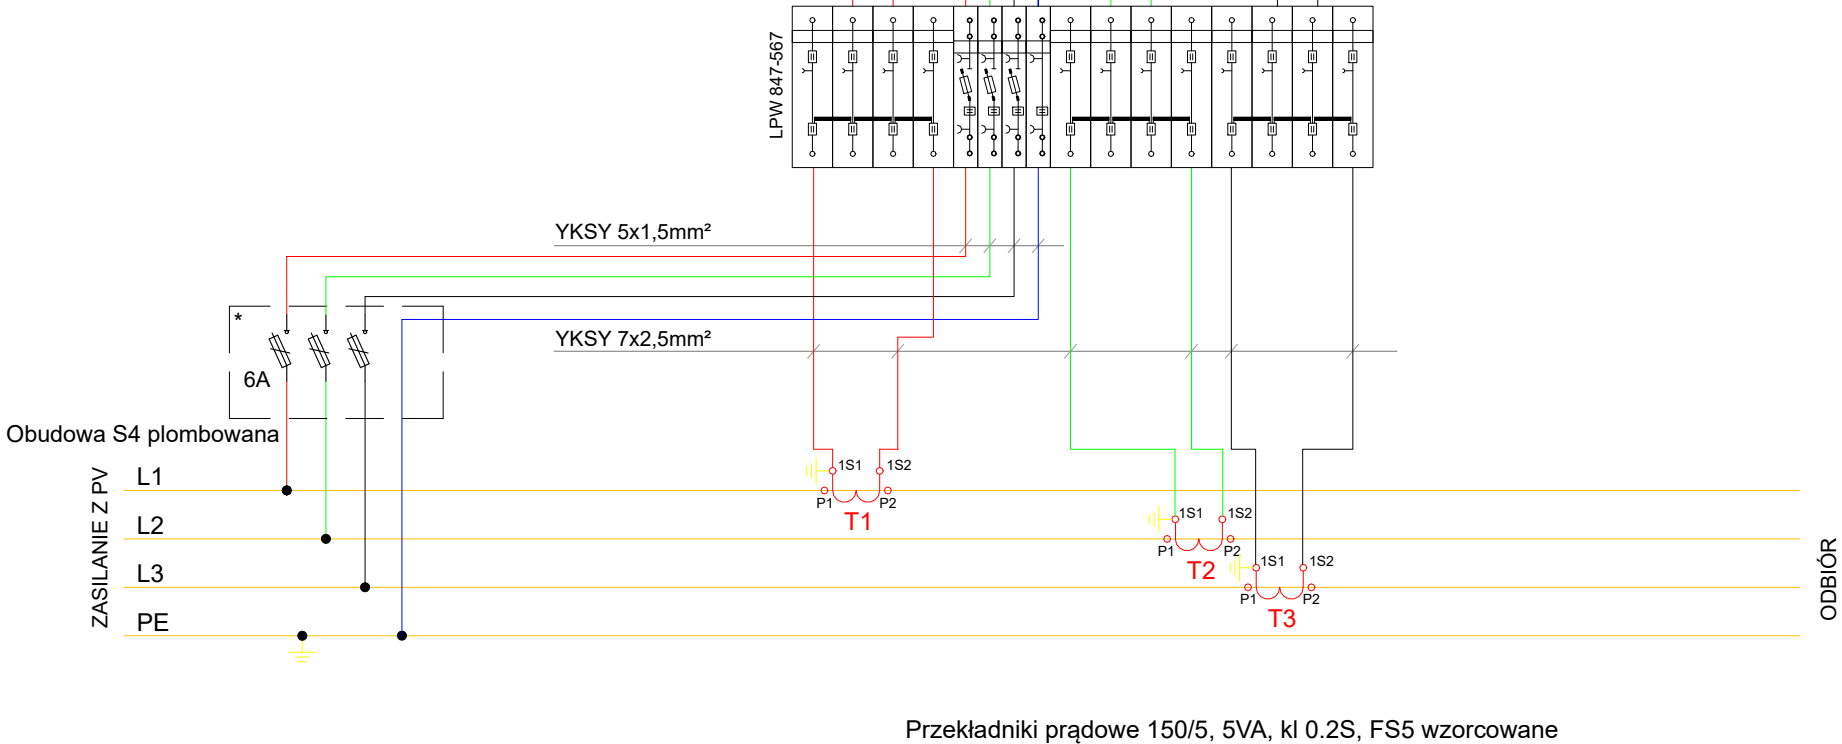 LPW 847-567
YKSY 5x1,5mm²
YKSY 7x2,5mm²
*
6A
Obudowa S4 plombowana
ZASILANIE Z PV
L1
L2
L3
PE
1S1
1S2
P1
P2
T1
1S1
1S2
P1
P2
T2
1S1
1S2
P1
P2
T3
ODBIÓR
Przekładniki prądowe 150/5, 5VA, kl 0.2S, FS5 wzorcowane